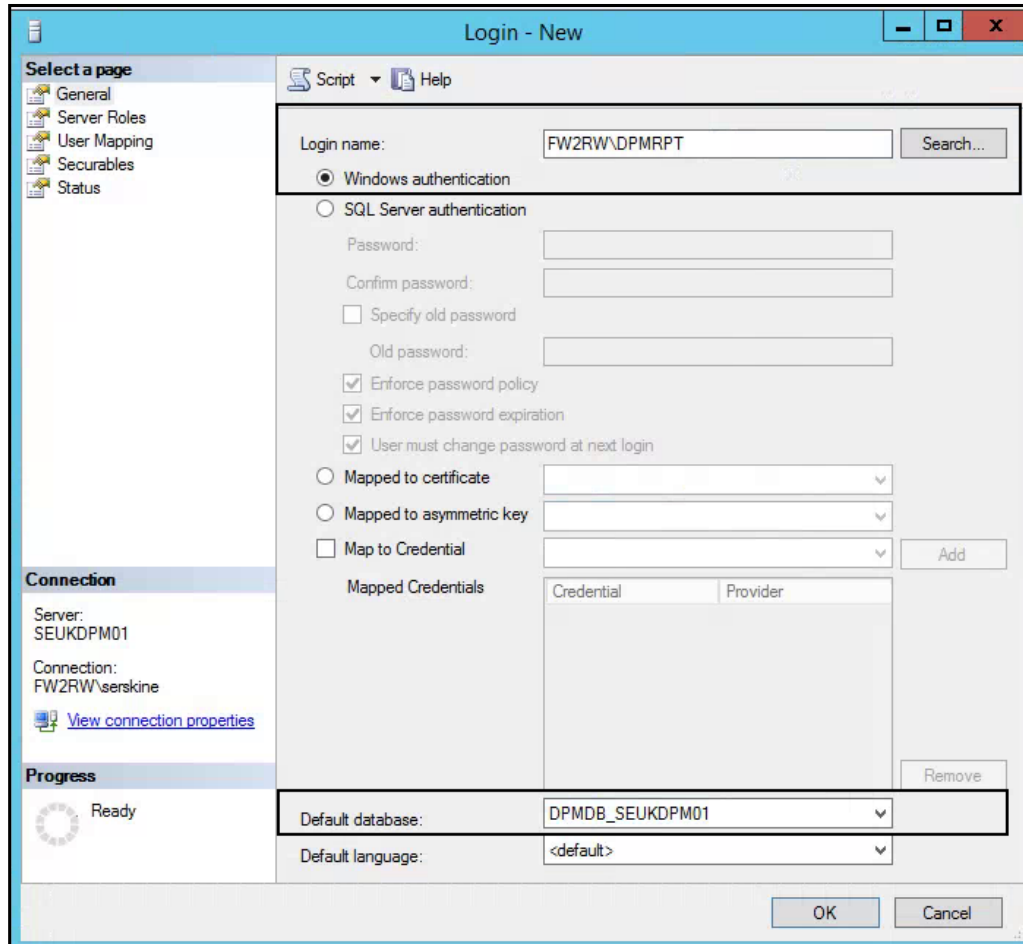 Login - New
Select a page
General
Server Roles
User Mapping
Securables
Status
Script
Help
Login name:
FW2RW\DPMRPT
Search...
Windows authentication
SQL Server authentication
Password:
Confirm password:
Specify old password
Old password:
Enforce password policy
Enforce password expiration
User must change password at next login
Mapped to certificate
Mapped to asymmetric key
Map to Credential
Add
Mapped Credentials
Credential
Provider
Remove
Connection
Server:
SEUKDPM01
Connection:
FW2RW\serskine
View connection properties
Progress
Ready
Default database:
DPMDB_SEUKDPM01
Default language:
<default>
OK
Cancel